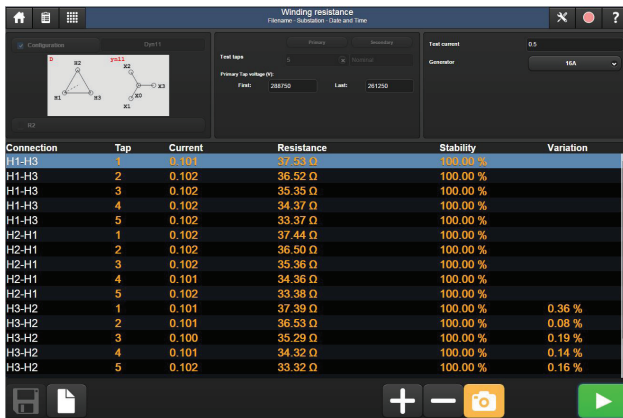 Winding resistance
Filename - Substation - Date and Time
?
Configuration
Dyn11
D
yn11
H2
H1
H3
X2
X3
X0
X1
H2
Primary
Secondary
Test taps
5
Nominal
Primary Tap voltage (V):
First:
288750
Last:
261250
Test current
0.5
Generator
16A
Connection Tap Current Resistance Stability Variation
H1-H3 1 0.101 37.53 Ω 100.00 %
H1-H3 2 0.102 36.52 Ω 100.00 %
H1-H3 3 0.102 35.35 Ω 100.00 %
H1-H3 4 0.102 34.37 Ω 100.00 %
H1-H3 5 0.102 33.37 Ω 100.00 %
H2-H1 1 0.102 37.44 Ω 100.00 %
H2-H1 2 0.102 36.50 Ω 100.00 %
H2-H1 3 0.102 35.36 Ω 100.00 %
H2-H1 4 0.101 34.36 Ω 100.00 %
H2-H1 5 0.102 33.38 Ω 100.00 %
H3-H2 1 0.101 37.39 Ω 100.00 % 0.36 %
H3-H2 2 0.101 36.53 Ω 100.00 % 0.08 %
H3-H2 3 0.100 35.29 Ω 100.00 % 0.19 %
H3-H2 4 0.101 34.32 Ω 100.00 % 0.14 %
H3-H2 5 0.102 33.32 Ω 100.00 % 0.16 %